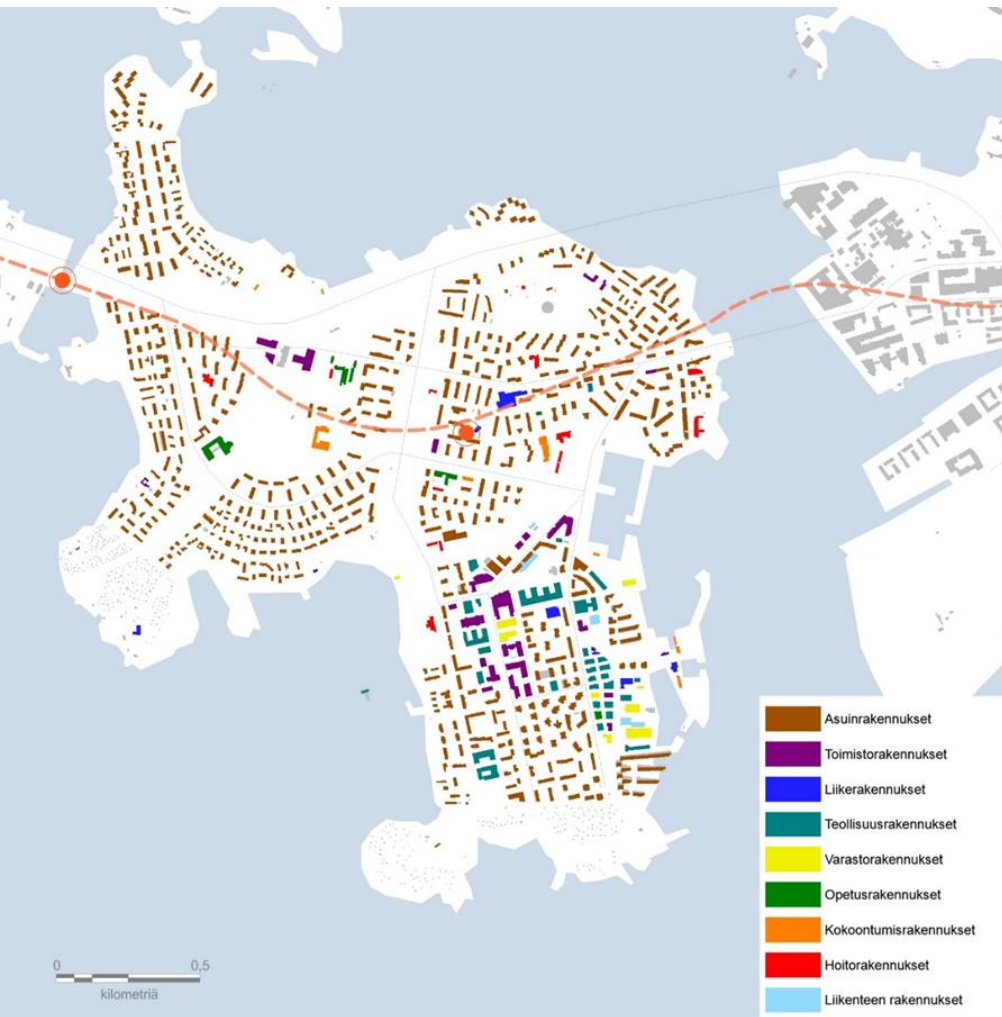 Asuinrakennukset
Toimistorakennukset
Liikerakennukset
Teollisuusrakennukset
Varastorakennukset
Opetusrakennukset
Kokoontumisrakennukset
Hoitorakennukset
Liikenteen rakennukset
0 0,5
kilometriä